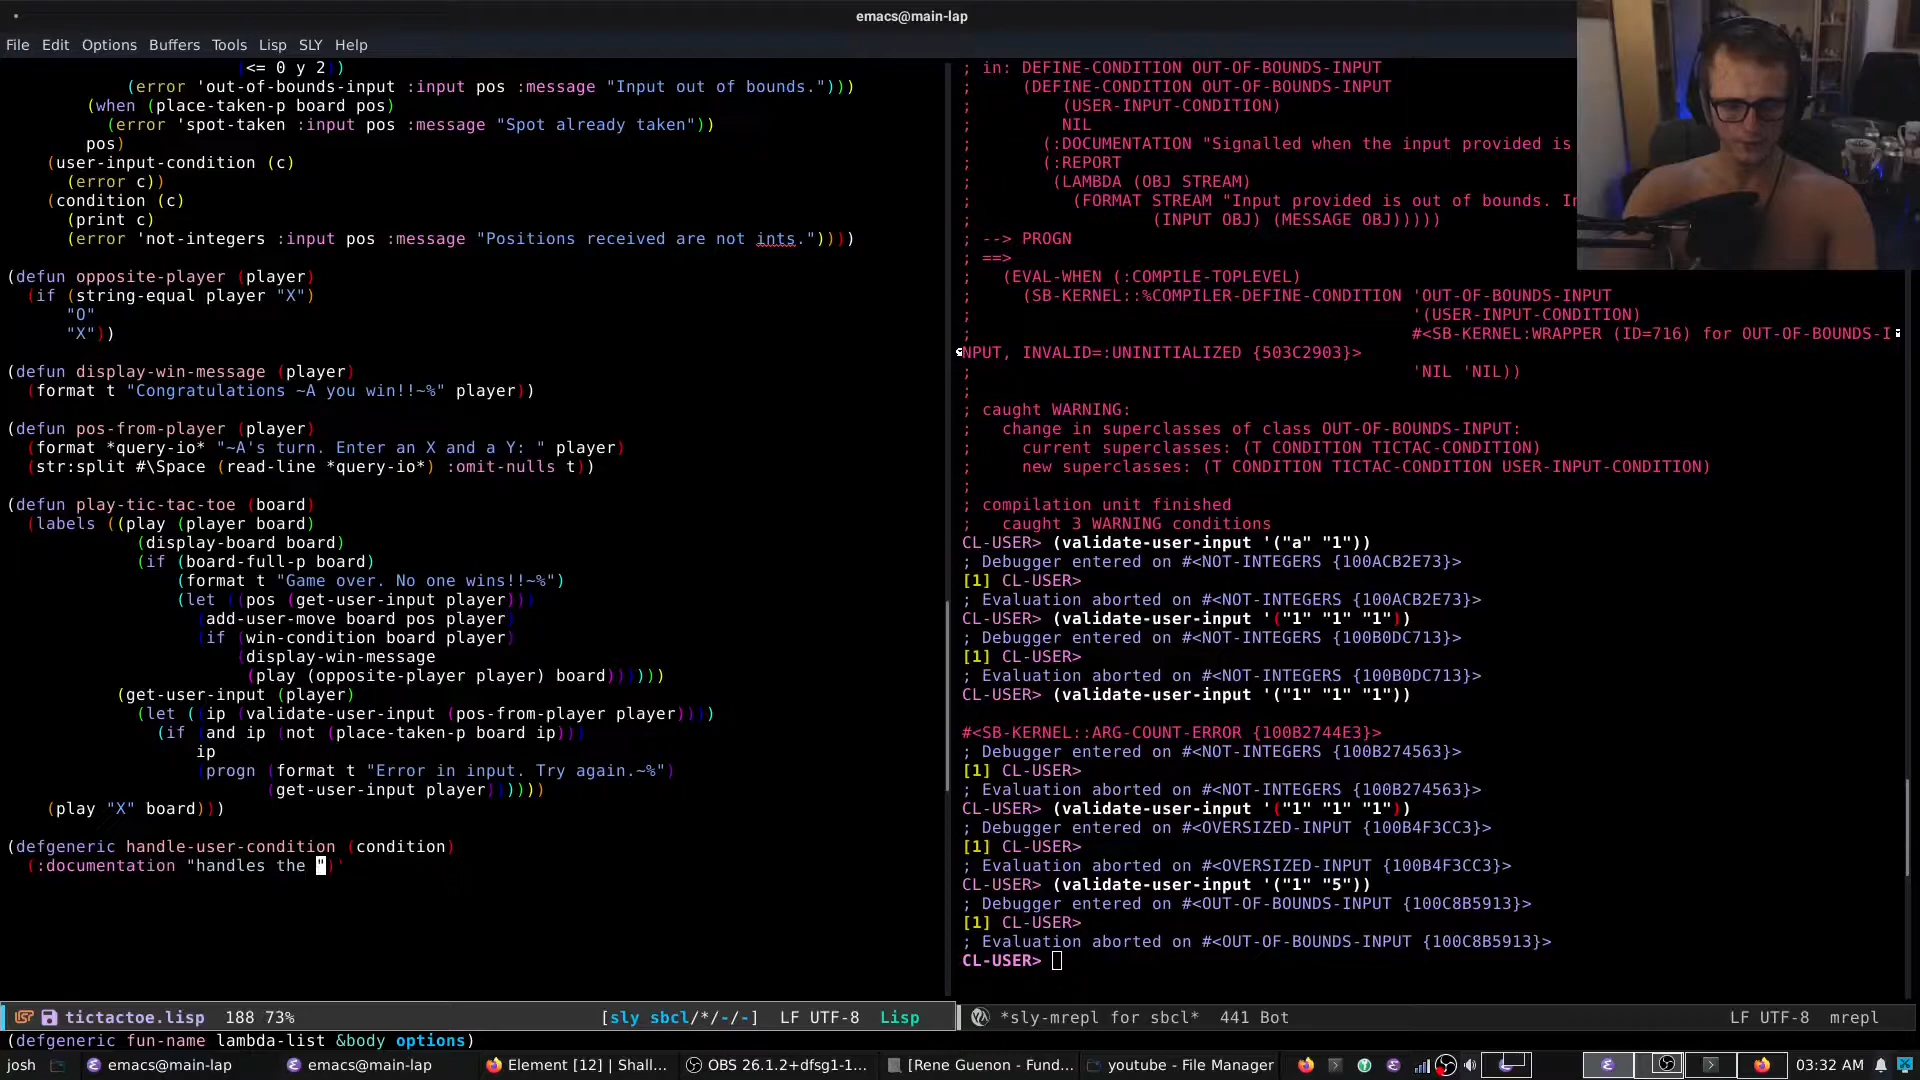 emacs@main-lap
File Edit Options Buffers Tools Lisp SLY Help
<= 0 y 2))
(error 'out-of-bounds-input :input pos :message "Input out of bounds.")))
(when (place-taken-p board pos)
(error 'spot-taken :input pos :message "Spot already taken"))
pos)
(user-input-condition (c)
(error c))
(condition (c)
(print c)
(error 'not-integers :input pos :message "Positions received are not ints."))))
(defun opposite-player (player)
(if (string-equal player "X")
"O"
"X"))
(defun display-win-message (player)
(format t "Congratulations ~A you win!!~%" player))
(defun pos-from-player (player)
(format *query-io* "~A's turn. Enter an X and a Y: " player)
(str:split #\Space (read-line *query-io*) :omit-nulls t))
(defun play-tic-tac-toe (board)
(labels ((play (player board)
(display-board board)
(if (board-full-p board)
(format t "Game over. No one wins!!~%")
(let ((pos (get-user-input player)))
(add-user-move board pos player)
(if (win-condition board player)
(display-win-message
(play (opposite-player player) board))))))
(get-user-input (player)
(let ((ip (validate-user-input (pos-from-player player))))
(if (and ip (not (place-taken-p board ip)))
ip
(progn (format t "Error in input. Try again.~%")
(get-user-input player))))))
(play "X" board)))
(defgeneric handle-user-condition (condition)
(:documentation "handles the ")
tictactoe.lisp 188 73% [sly sbcl/*/-/-] LF UTF-8 Lisp
(defgeneric fun-name lambda-list &body options)
; in: DEFINE-CONDITION OUT-OF-BOUNDS-INPUT
; (DEFINE-CONDITION OUT-OF-BOUNDS-INPUT
; (USER-INPUT-CONDITION)
; NIL
; (:DOCUMENTATION "Signalled when the input provided is
; (:REPORT
; (LAMBDA (OBJ STREAM)
; (FORMAT STREAM "Input provided is out of bounds.
; (INPUT OBJ) (MESSAGE OBJ)))))
; --> PROGN
; ==>
; (EVAL-WHEN (:COMPILE-TOPLEVEL)
; (SB-KERNEL::%COMPILER-DEFINE-CONDITION 'OUT-OF-BOUNDS-INPUT
; '(USER-INPUT-CONDITION)
; #<SB-KERNEL:WRAPPER (ID=716) for OUT-OF-BOUNDS-I
NPUT, INVALID=:UNINITIALIZED {503C2903}>
; 'NIL 'NIL))
;
; caught WARNING:
; change in superclasses of class OUT-OF-BOUNDS-INPUT:
; current superclasses: (T CONDITION TICTAC-CONDITION)
; new superclasses: (T CONDITION TICTAC-CONDITION USER-INPUT-CONDITION)
;
; compilation unit finished
; caught 3 WARNING conditions
CL-USER> (validate-user-input '("a" "1"))
; Debugger entered on #<NOT-INTEGERS {100ACB2E73}>
[1] CL-USER>
; Evaluation aborted on #<NOT-INTEGERS {100ACB2E73}>
CL-USER> (validate-user-input '("1" "1" "1"))
; Debugger entered on #<NOT-INTEGERS {100B0DC713}>
[1] CL-USER>
; Evaluation aborted on #<NOT-INTEGERS {100B0DC713}>
CL-USER> (validate-user-input '("1" "1" "1"))
#<SB-KERNEL::ARG-COUNT-ERROR {100B2744E3}>
; Debugger entered on #<NOT-INTEGERS {100B274563}>
[1] CL-USER>
; Evaluation aborted on #<NOT-INTEGERS {100B274563}>
CL-USER> (validate-user-input '("1" "1" "1"))
; Debugger entered on #<OVERSIZED-INPUT {100B4F3CC3}>
[1] CL-USER>
; Evaluation aborted on #<OVERSIZED-INPUT {100B4F3CC3}>
CL-USER> (validate-user-input '("1" "5"))
; Debugger entered on #<OUT-OF-BOUNDS-INPUT {100C8B5913}>
[1] CL-USER>
; Evaluation aborted on #<OUT-OF-BOUNDS-INPUT {100C8B5913}>
CL-USER>
*sly-mrepl for sbcl* 441 Bot LF UTF-8 mrepl
josh emacs@main-lap emacs@main-lap Element [12] | Shall... OBS 26.1.2+dfsg1-1... [Rene Guenon - Fund... youtube - File Manager 03:32 AM